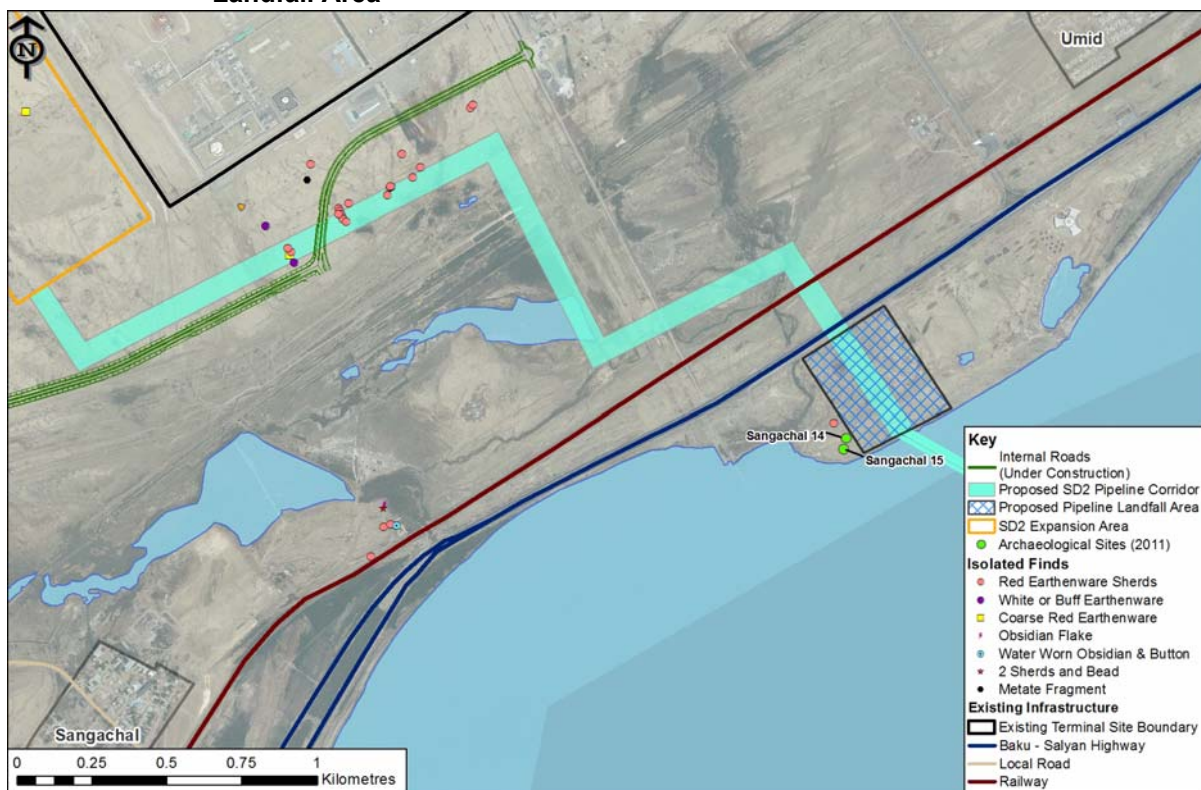 Landfall Area
N
Umid
Sangachal 14
Sangachal 15
Sangachal
0 0.25 0.5 0.75 1
Kilometres
Key
Internal Roads
(Under Construction)
Proposed SD2 Pipeline Corridor
Proposed Pipeline Landfall Area
SD2 Expansion Area
Archaeological Sites (2011)
Isolated Finds
Red Earthenware Sherds
White or Buff Earthenware
Coarse Red Earthenware
Obsidian Flake
Water Worn Obsidian & Button
2 Sherds and Bead
Metate Fragment
Existing Infrastructure
Existing Terminal Site Boundary
Baku - Salyan Highway
Local Road
Railway